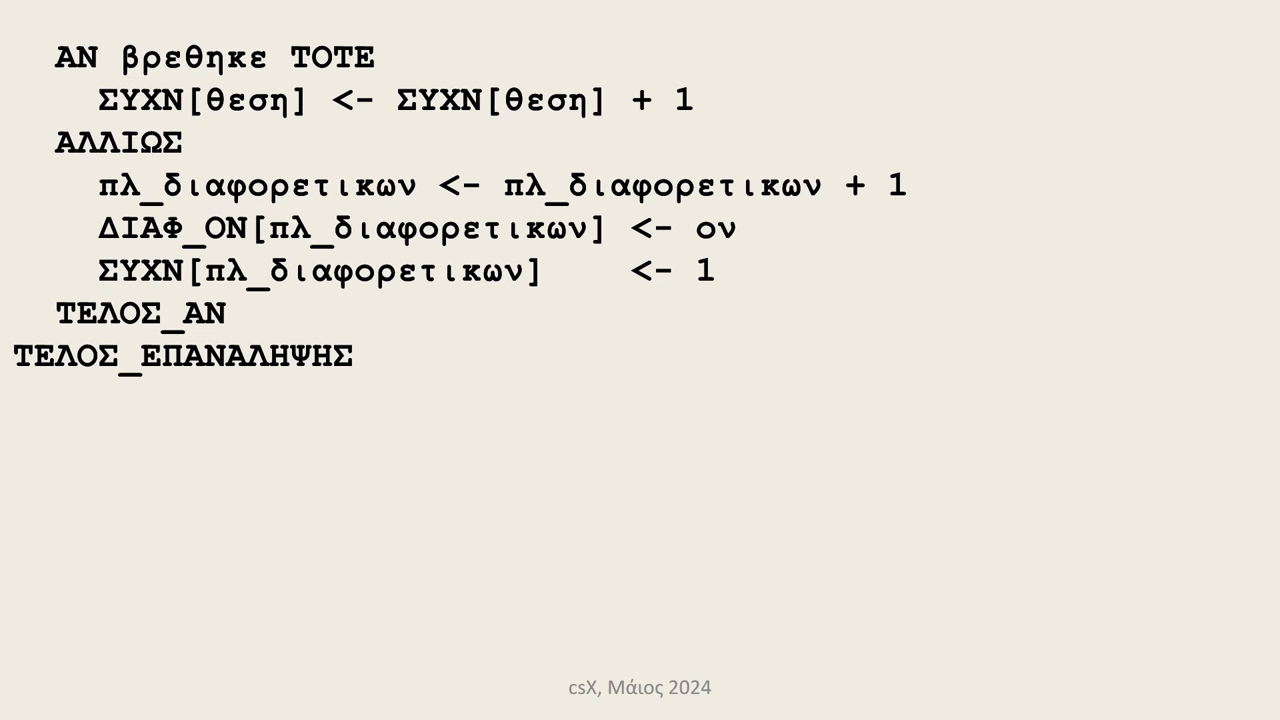 ΑΝ βρεθηκε ΤΟΤΕ
ΣΥΧΝ[θεση] <- ΣΥΧΝ[θεση] + 1
ΑΛΛΙΩΣ
πλ_διαφορετικων <- πλ_διαφορετικων + 1
ΔΙΑΦ_ΟΝ[πλ_διαφορετικων] <- ον
ΣΥΧΝ[πλ_διαφορετικων] <- 1
ΤΕΛΟΣ_ΑΝ
ΤΕΛΟΣ_ΕΠΑΝΑΛΗΨΗΣ
csX, Μάιος 2024